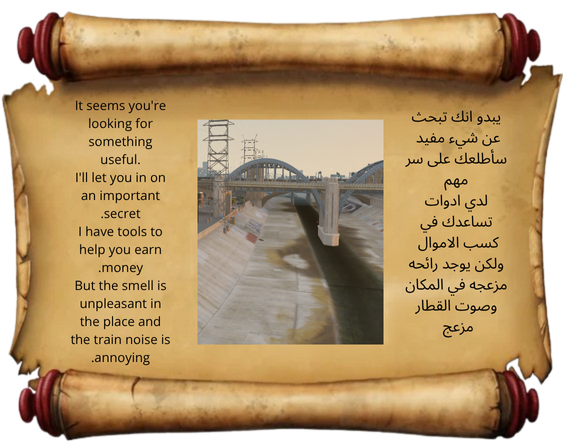 It seems you're
looking for
something
useful.
I'll let you in on
an important
.secret
I have tools to
help you earn
.money
But the smell is
unpleasant in
the place and
the train noise is
.annoying
يبدو انك تبحث
عن شيء مفيد
سأطلعك على سر
مهم
لدي ادوات
تساعدك في
كسب الاموال
ولكن يوجد رائحه
مزعجه في المكان
وصوت القطار
مزعج